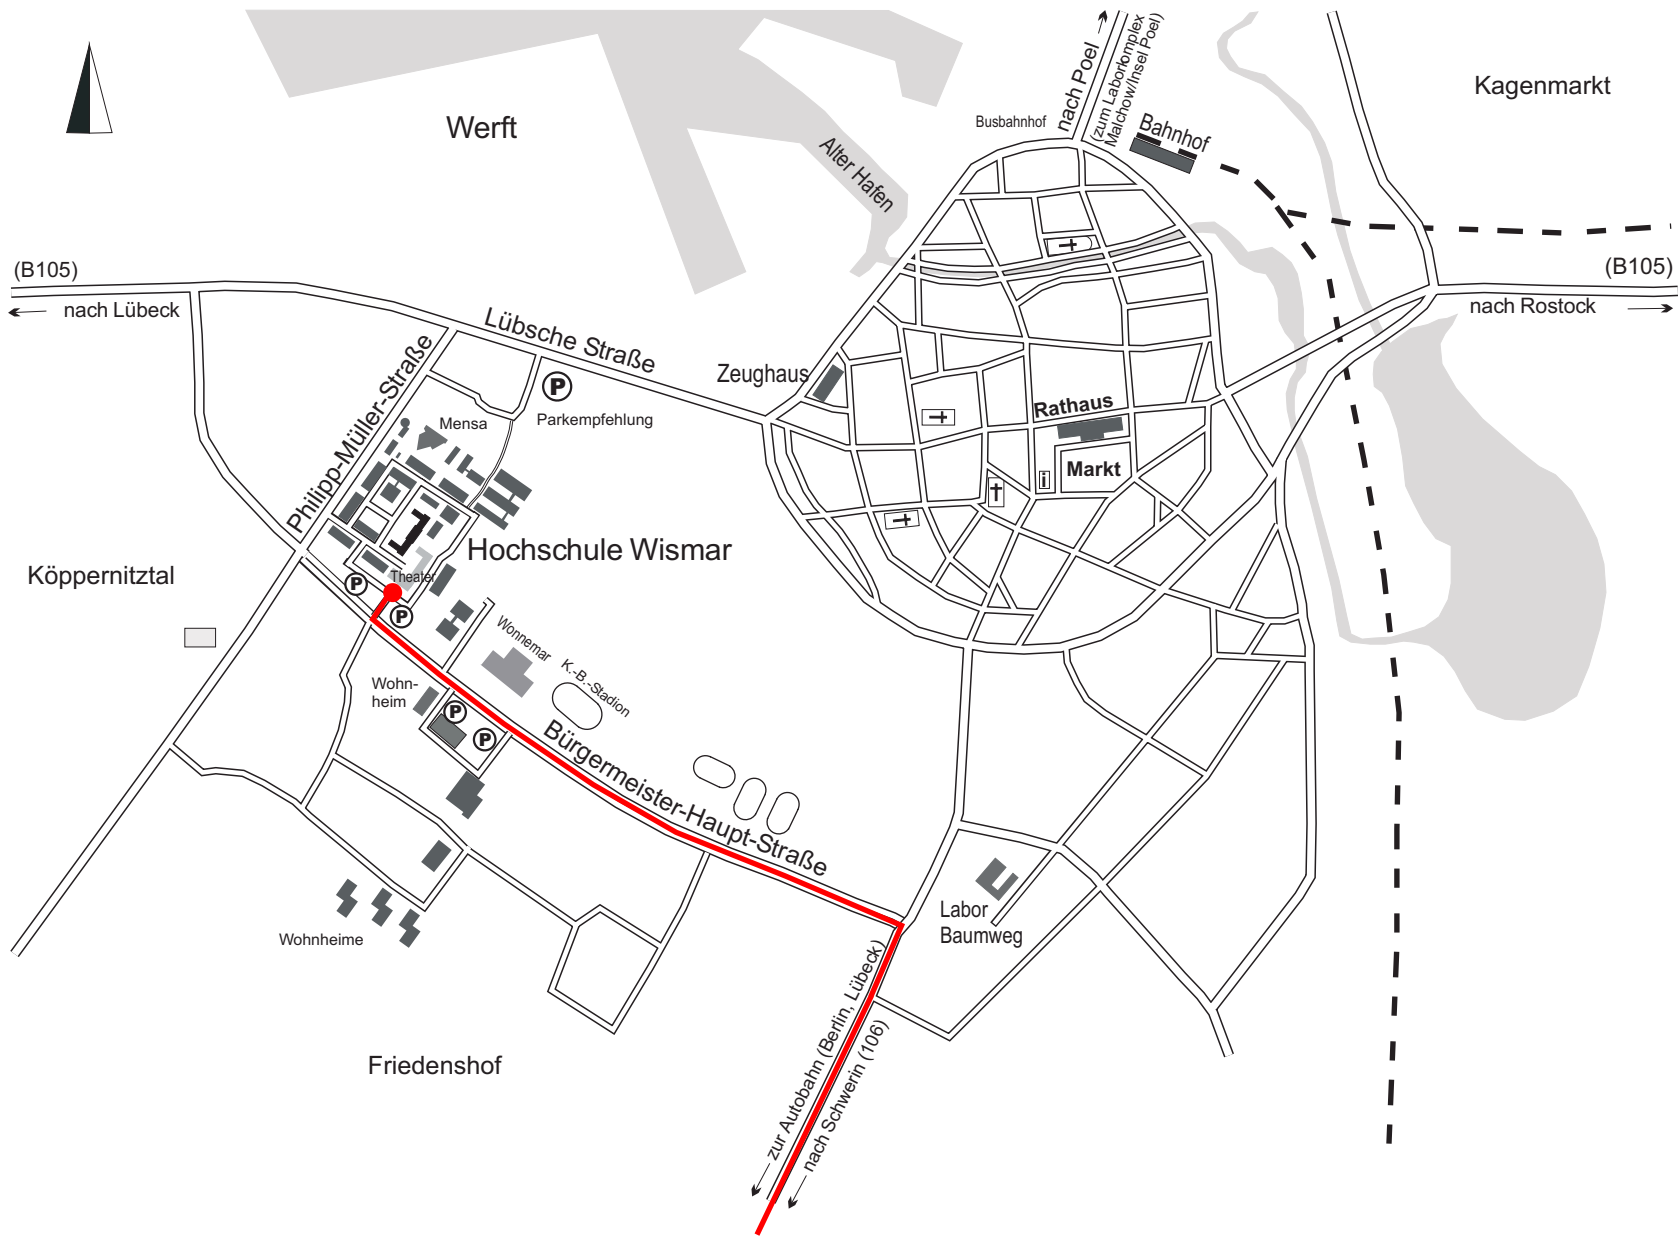 nach Poel
(zum Laborkomplex
Malchow/Insel Poel)
Kagenmarkt
Werft
Busbahnhof
Bahnhof
Alter Hafen
(B105)
nach Lübeck
(B105)
nach Rostock
Lübsche Straße
Philipp-Müller-Straße
Zeughaus
P
Parkempfehlung
Rathaus
Mensa
Markt
i
Hochschule Wismar
Köppernitztal
Theater
P
P
Wonnemar
K.-B.-Stadion
Wohn-
heim
P
P
Bürgermeister-Haupt-Straße
Labor
Baumweg
Wohnheime
zur Autobahn (Berlin, Lübeck)
nach Schwerin (106)
Friedenshof